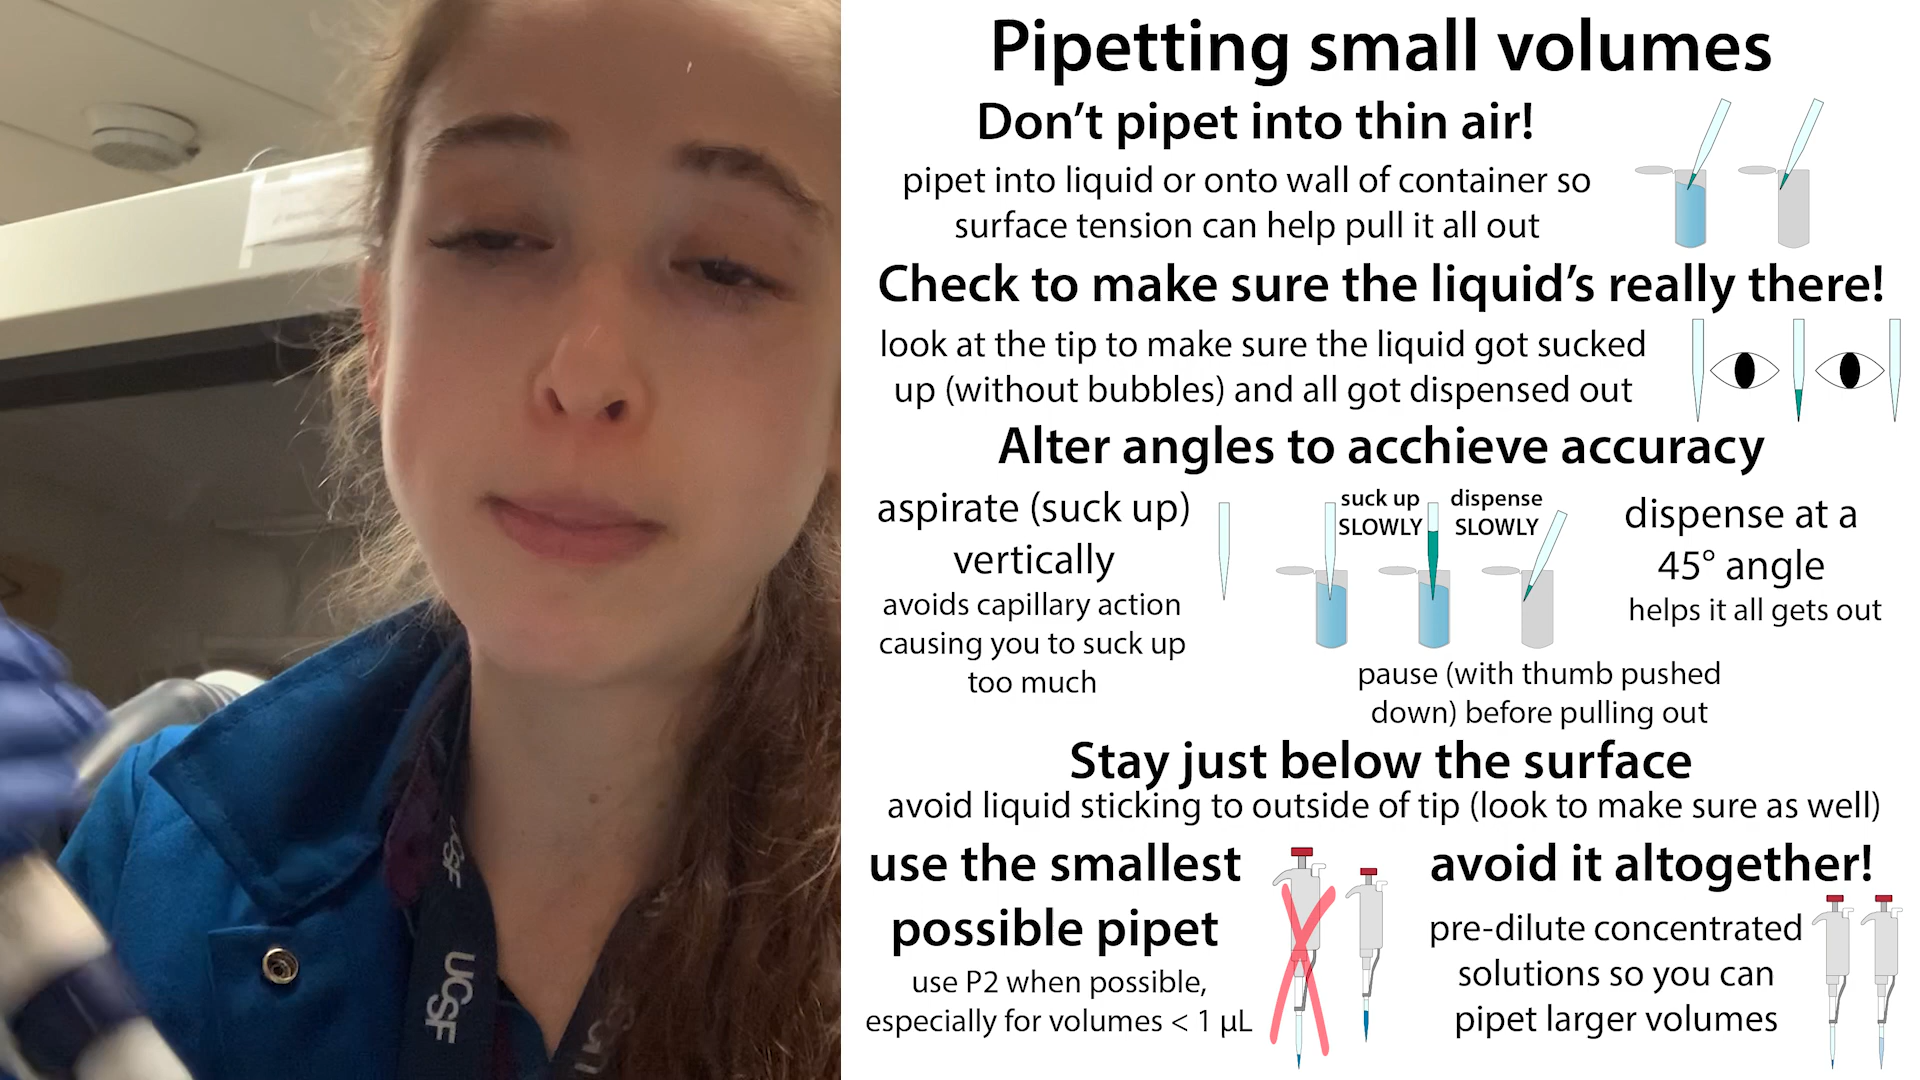 Pipetting small volumes
Don't pipet into thin air!
pipet into liquid or onto wall of container so
surface tension can help pull it all out
Check to make sure the liquid's really there!
look at the tip to make sure the liquid got sucked
up (without bubbles) and all got dispensed out
Alter angles to acchieve accuracy
aspirate (suck up)
vertically
avoids capillary action
causing you to suck up
too much
suck up
SLOWLY
dispense
SLOWLY
dispense at a
45° angle
helps it all gets out
pause (with thumb pushed
down) before pulling out
Stay just below the surface
avoid liquid sticking to outside of tip (look to make sure as well)
use the smallest
possible pipet
use P2 when possible,
especially for volumes < 1 µL
avoid it altogether!
pre-dilute concentrated
solutions so you can
pipet larger volumes
UCSF
UCSF